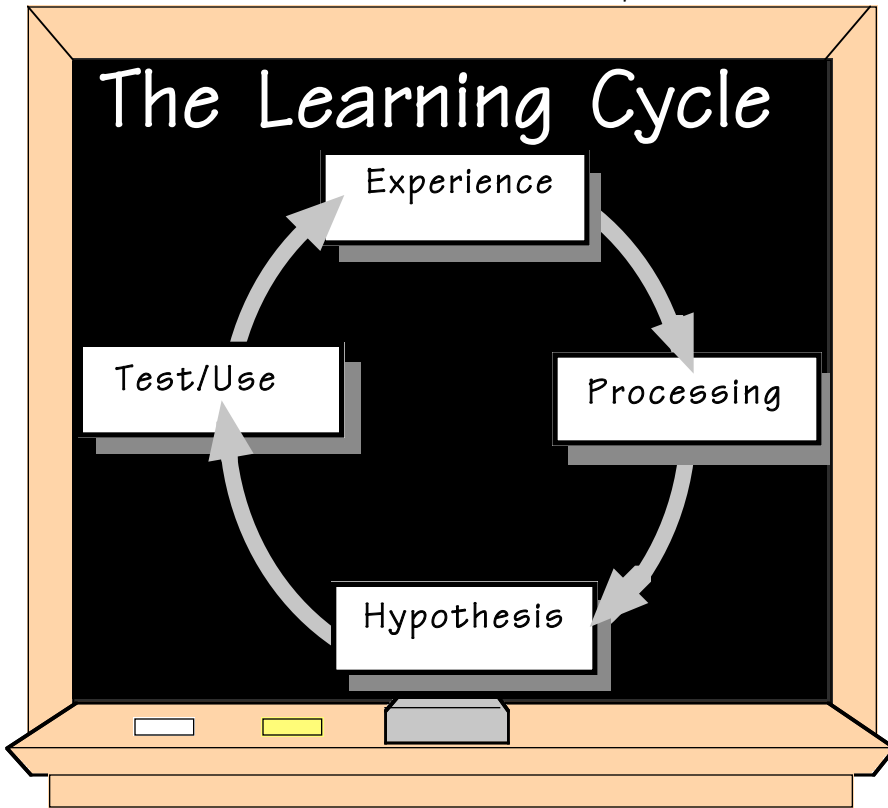 The Learning Cycle
Experience
Processing
Hypothesis
Test/Use